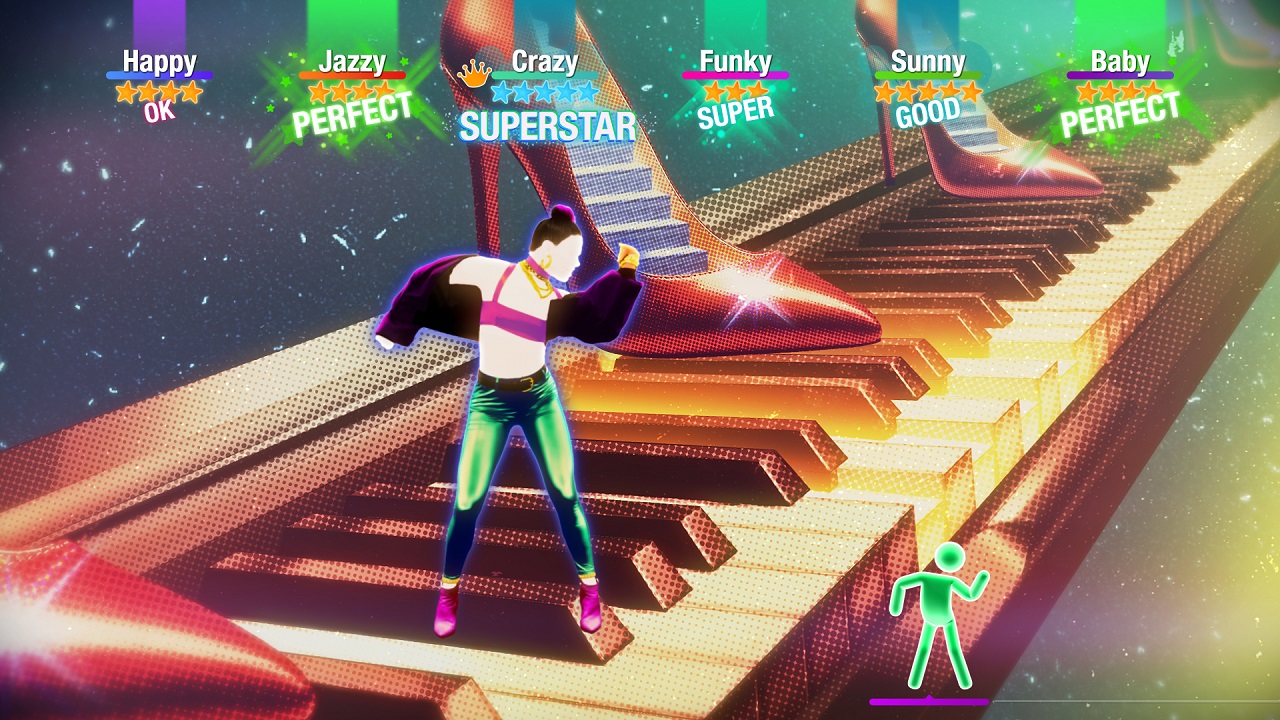 Happy
OK
Jazzy
PERFECT
Crazy
SUPERSTAR
Funky
SUPER
Sunny
GOOD
Baby
PERFECT